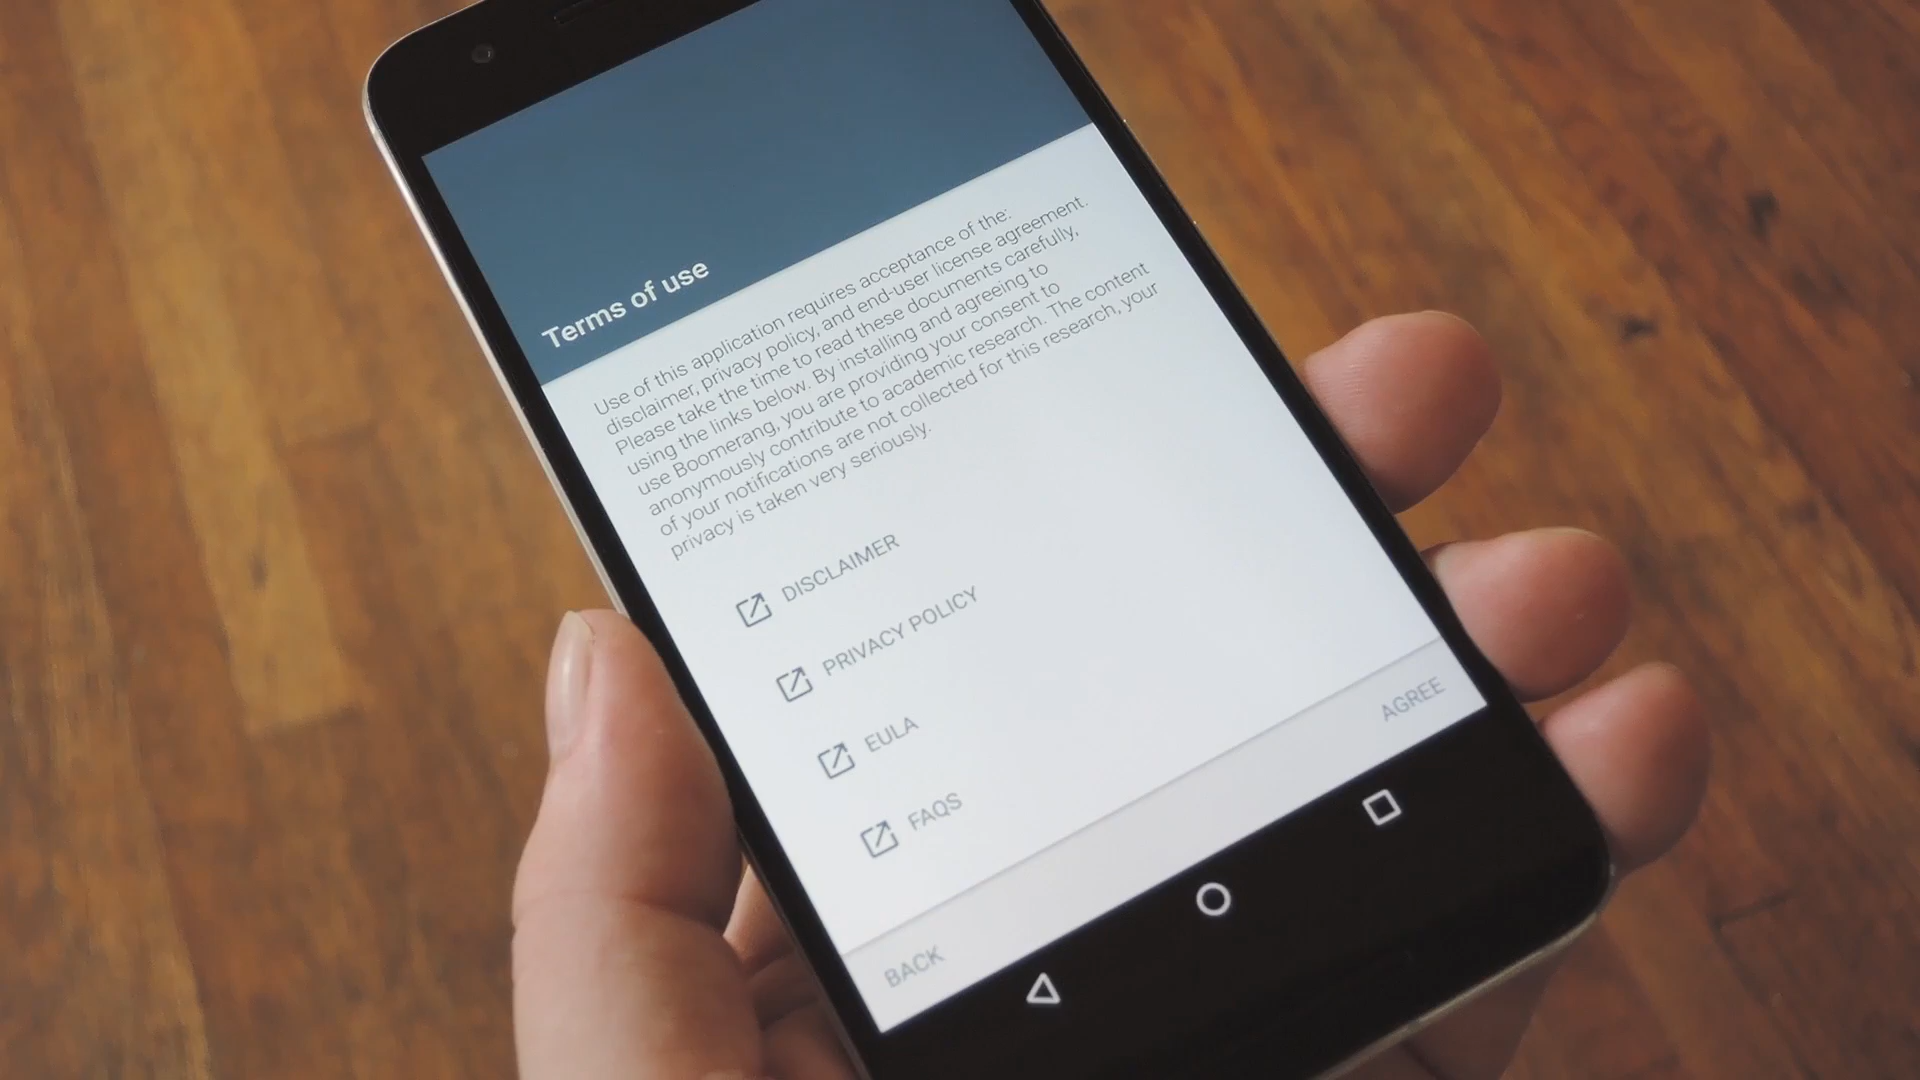 Terms of use
Use of this application requires acceptance of the:
disclaimer, privacy policy, and end-user license agreement.
Please take the time to read these documents carefully,
using the links below. By installing and agreeing to
use Boomerang, you are providing your consent to
anonymously contribute to academic research. The content
of your notifications are not collected for this research, your
privacy is taken very seriously.
DISCLAIMER
PRIVACY POLICY
EULA
FAQS
BACK
AGREE